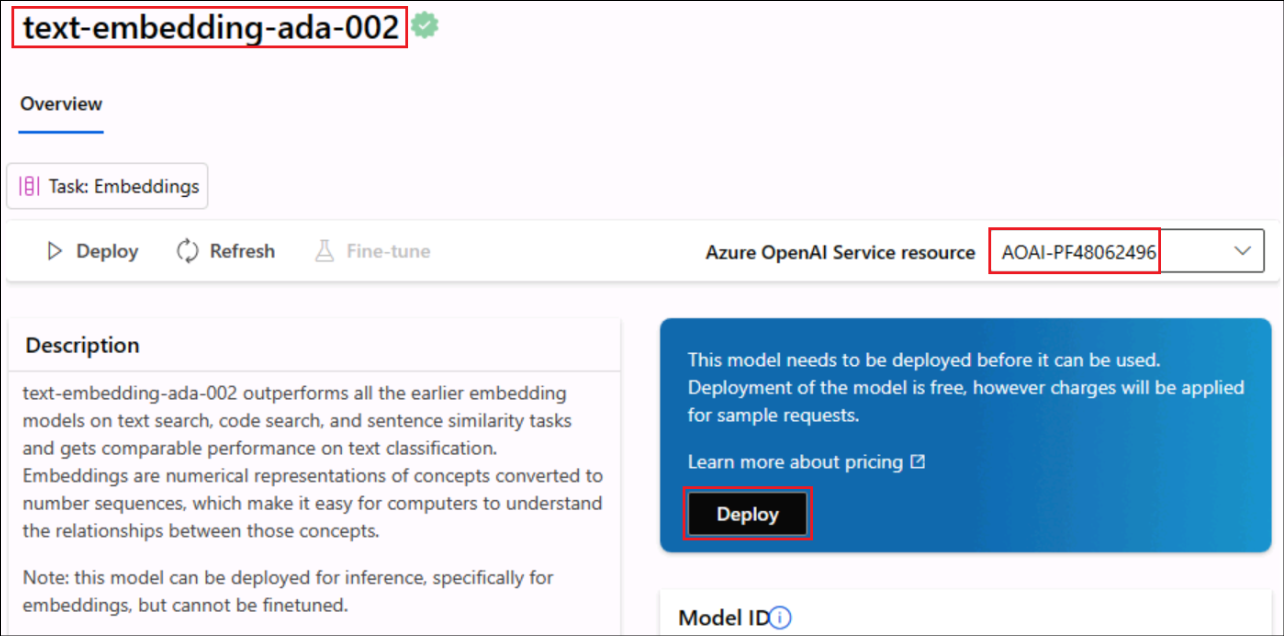 text-embedding-ada-002
Overview
Task: Embeddings
Deploy
Refresh
Fine-tune
Azure OpenAI Service resource
AOAI-PF48062496
Description
text-embedding-ada-002 outperforms all the earlier embedding
models on text search, code search, and sentence similarity tasks
and gets comparable performance on text classification.
Embeddings are numerical representations of concepts converted to
number sequences, which make it easy for computers to understand
the relationships between those concepts.
Note: this model can be deployed for inference, specifically for
embeddings, but cannot be finetuned.
This model needs to be deployed before it can be used.
Deployment of the model is free, however charges will be applied
for sample requests.
Learn more about pricing
Deploy
Model ID